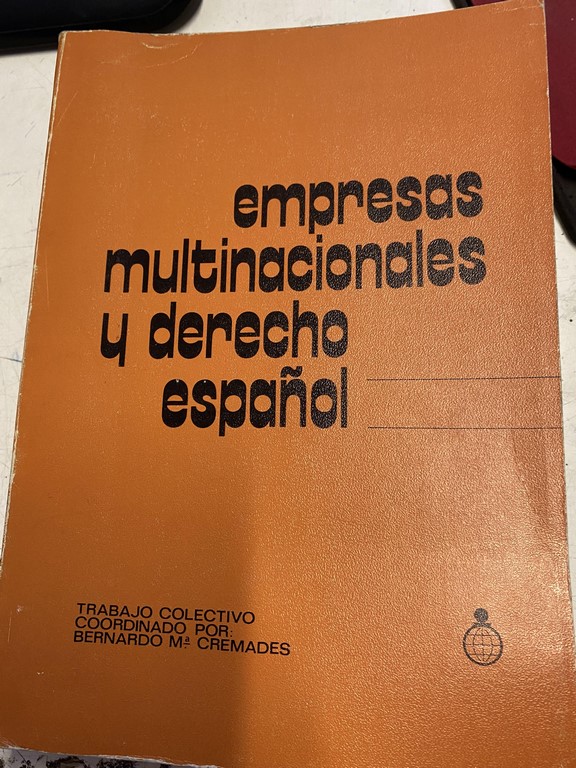 empresas
multinacionales
y derecho
español
TRABAJO COLECTIVO
COORDINADO POR:
BERNARDO Mª CREMADES